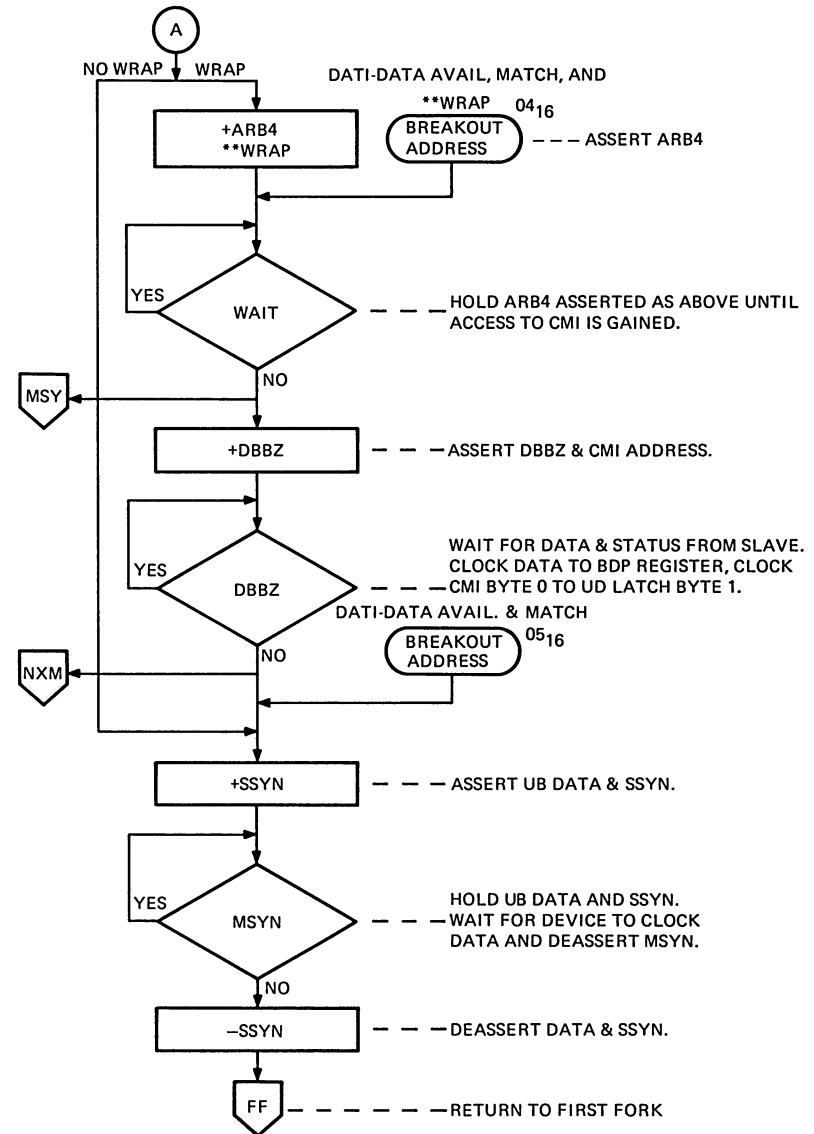 A
NO WRAP WRAP
DATI-DATA AVAIL, MATCH, AND
**WRAP 04₁₆
+ARB4
**WRAP
BREAKOUT
ADDRESS
ASSERT ARB4
YES
WAIT
HOLD ARB4 ASSERTED AS ABOVE UNTIL
ACCESS TO CMI IS GAINED.
NO
MSY
+DBBZ
ASSERT DBBZ & CMI ADDRESS.
YES
DBBZ
WAIT FOR DATA & STATUS FROM SLAVE.
CLOCK DATA TO BDP REGISTER, CLOCK
CMI BYTE 0 TO UD LATCH BYTE 1.
DATI-DATA AVAIL. & MATCH
NO
BREAKOUT
ADDRESS
05₁₆
NXM
+SSYN
ASSERT UB DATA & SSYN.
YES
MSYN
HOLD UB DATA AND SSYN.
WAIT FOR DEVICE TO CLOCK
DATA AND DEASSERT MSYN.
NO
–SSYN
DEASSERT DATA & SSYN.
FF
RETURN TO FIRST FORK